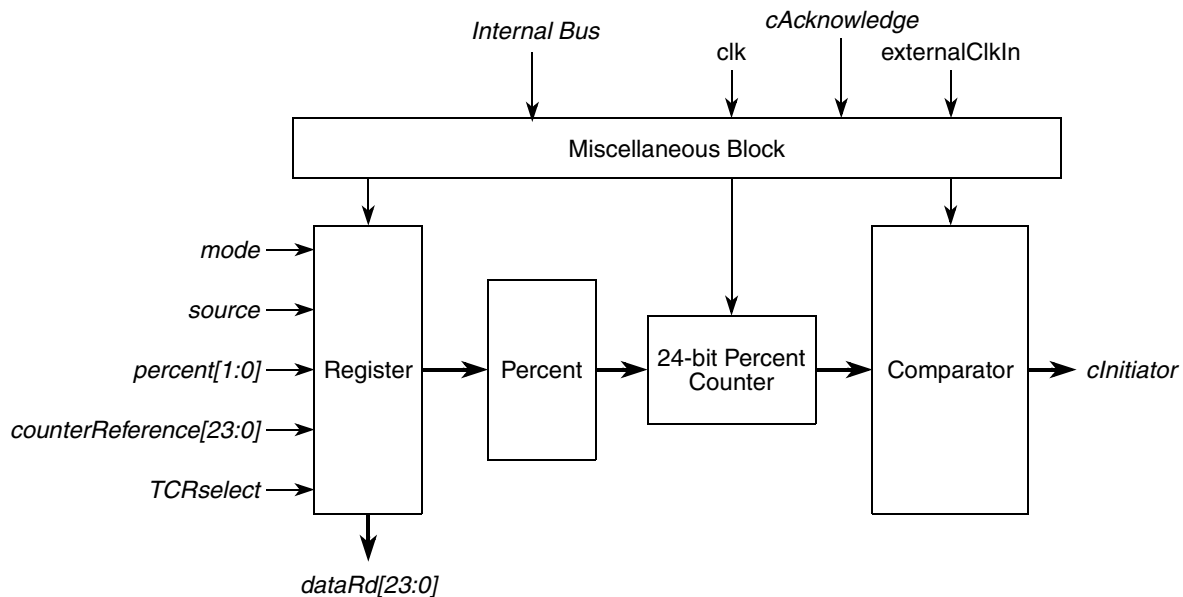 cAcknowledge
Internal Bus
clk
externalClkIn
Miscellaneous Block
mode
source
percent[1:0]
counterReference[23:0]
TCRselect
Register
Percent
24-bit Percent
Counter
Comparator
cInitiator
dataRd[23:0]